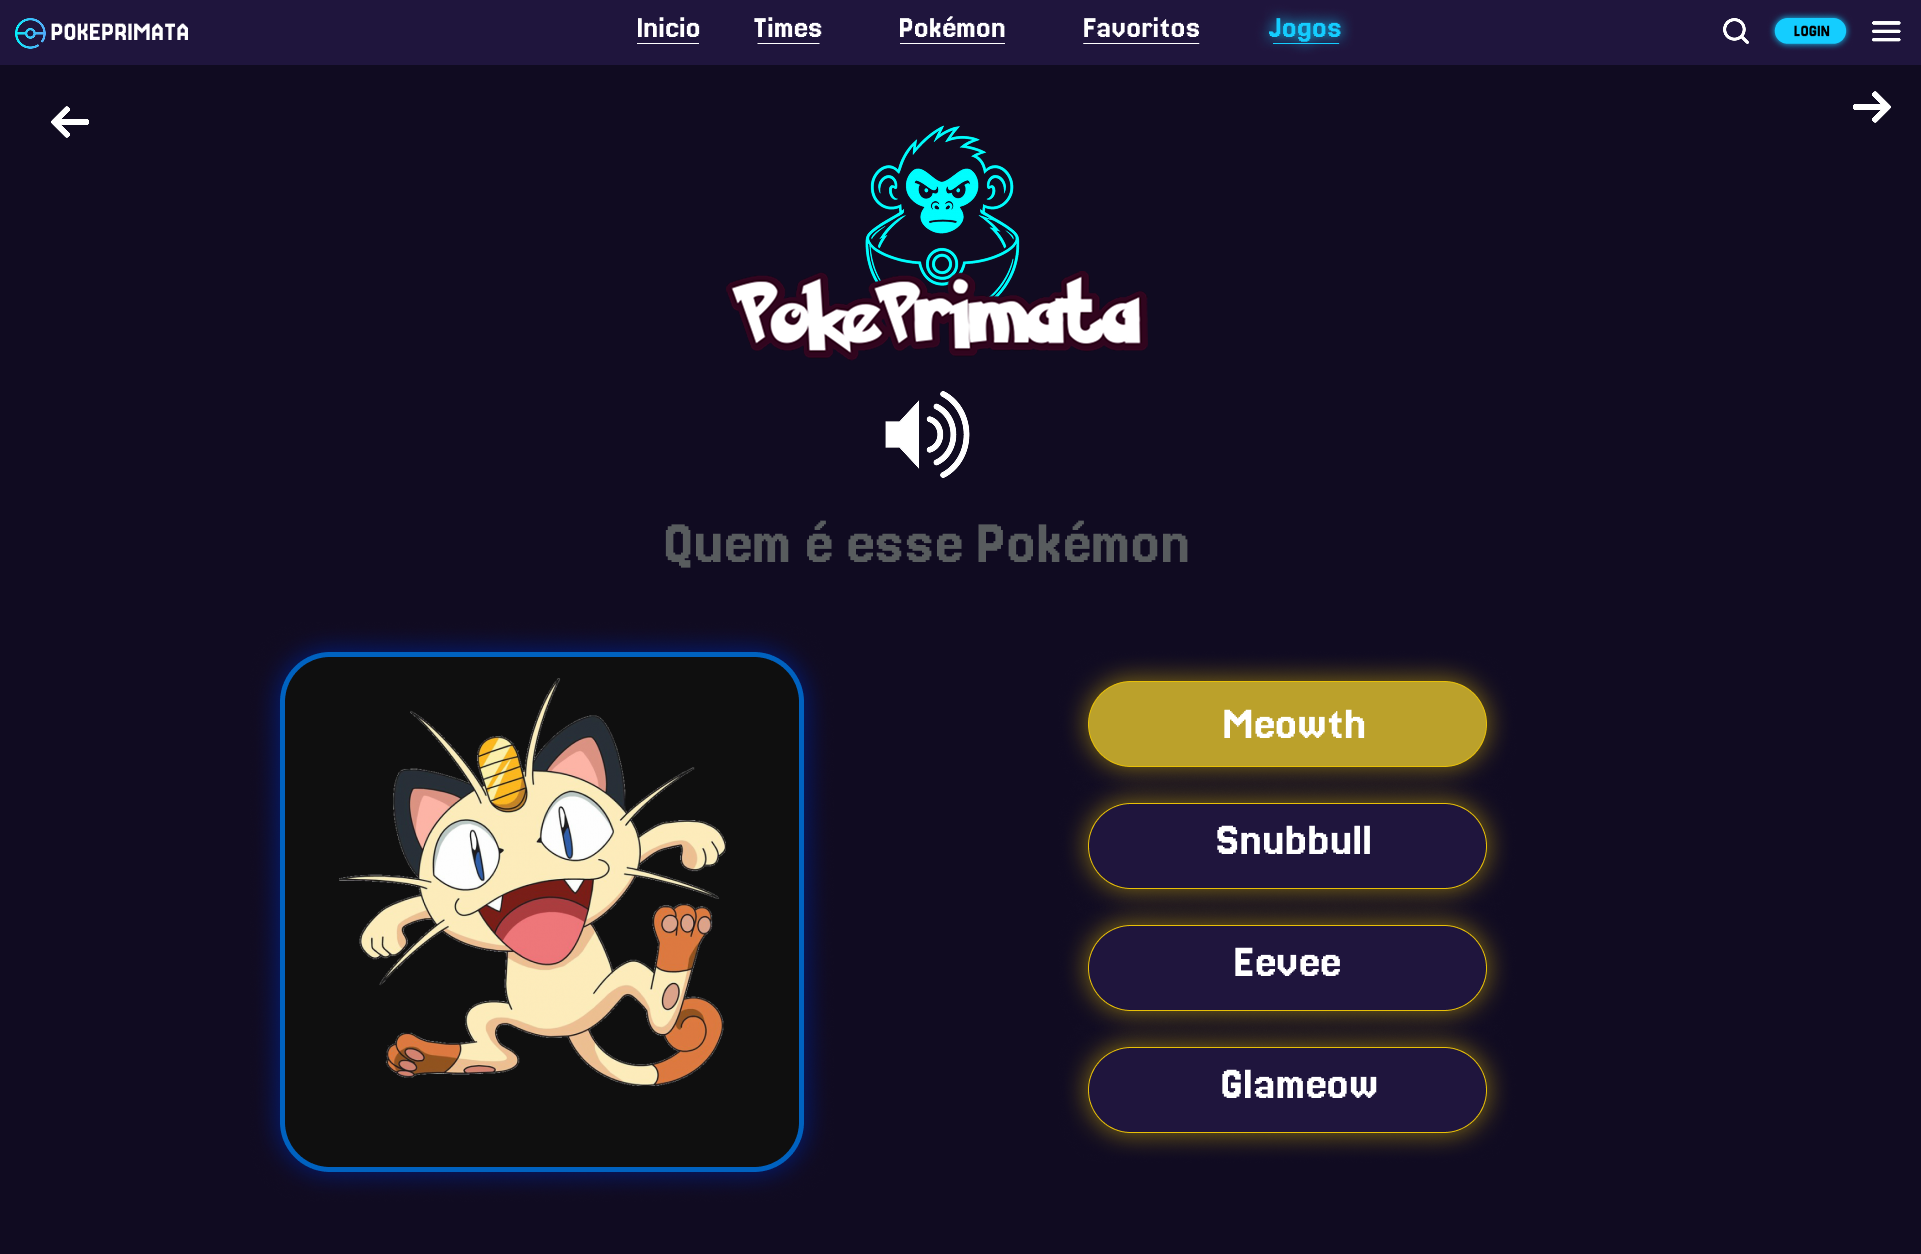 POKEPRIMATA
Inicio Times Pokémon Favoritos Jogos
LOGIN
PokePrimata
Quem é esse Pokémon
Meowth
Snubbull
Eevee
Glameow